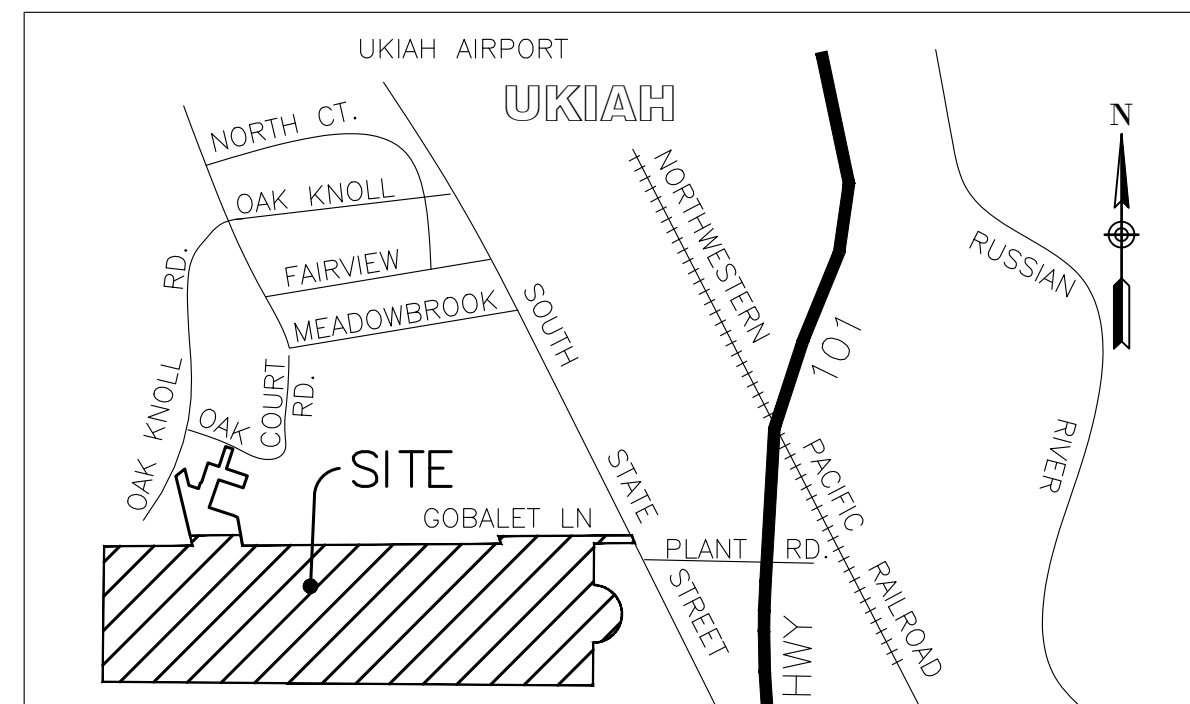 UKIAH AIRPORT
UKIAH
N
NORTH CT.
OAK KNOLL
RD.
FAIRVIEW
MEADOWBROOK
SOUTH
NORTHWESTERN
RUSSIAN
101
OAK KNOLL
OAK
COURT
RD.
SITE
STATE
PACIFIC
RIVER
GOBALET LN
PLANT RD.
STREET
RAILROAD
HWY